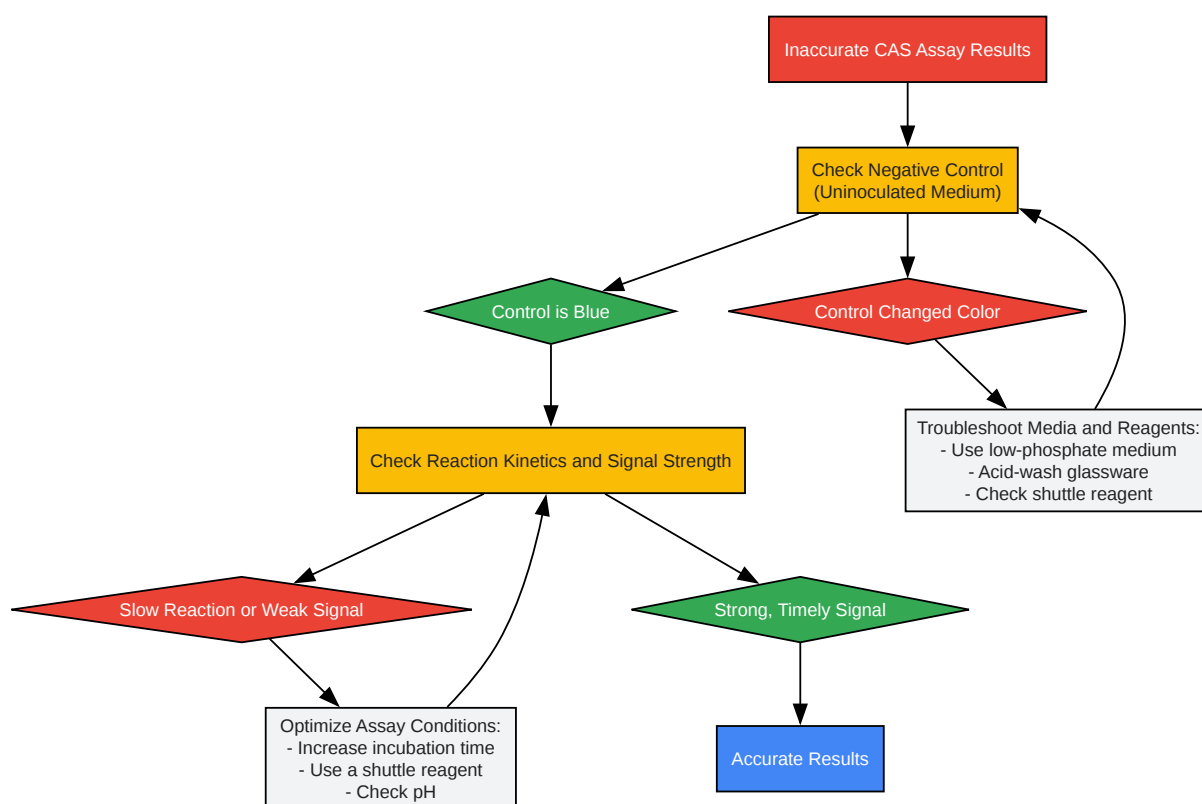 Inaccurate CAS Assay Results
Check Negative Control
(Uninoculated Medium)
Control is Blue
Control Changed Color
Troubleshoot Media and Reagents:
- Use low-phosphate medium
- Acid-wash glassware
- Check shuttle reagent
Check Reaction Kinetics and Signal Strength
Slow Reaction or Weak Signal
Strong, Timely Signal
Optimize Assay Conditions:
- Increase incubation time
- Use a shuttle reagent
- Check pH
Accurate Results